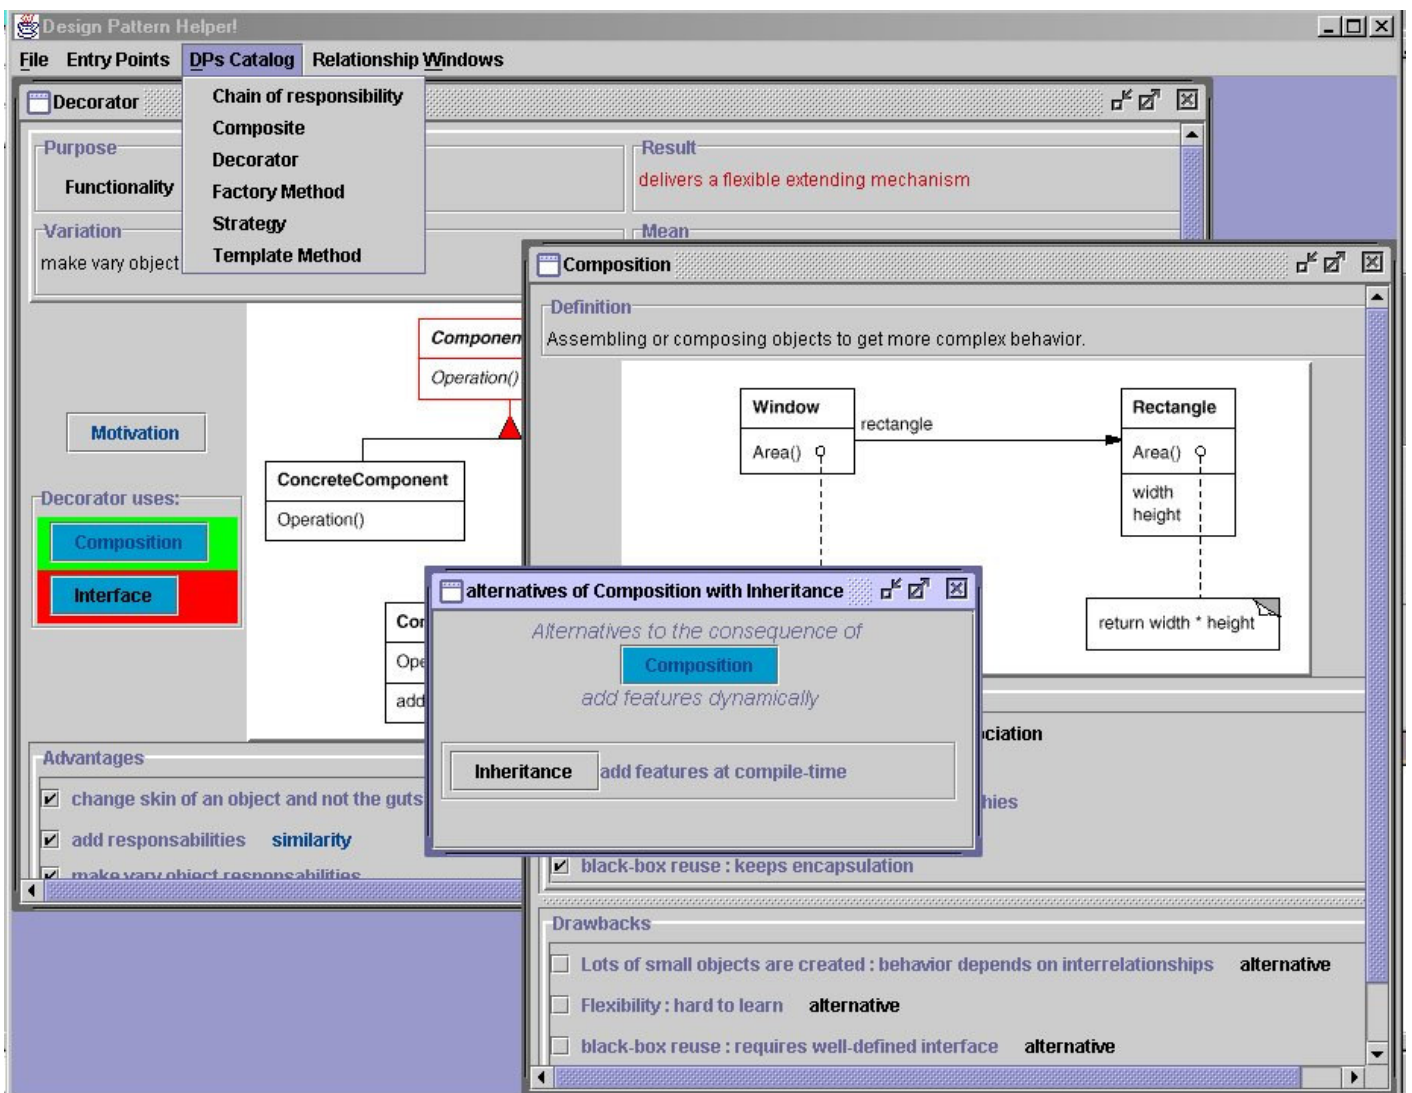 Design Pattern Helper!
File Entry Points DPs Catalog Relationship Windows
Chain of responsibility
Composite
Decorator
Factory Method
Strategy
Template Method
Decorator
Purpose
Functionality
Result
delivers a flexible extending mechanism
Variation
make vary object
Mean
Motivation
Decorator uses:
Composition
Interface
Operation()
ConcreteComponent
Operation()
Advantages
change skin of an object and not the guts
add responsabilities similarity
make vary object responsabilities
Composition
Definition
Assembling or composing objects to get more complex behavior.
Window
Area()
rectangle
Rectangle
Area()
width
height
return width * height
alternatives of Composition with Inheritance
Alternatives to the consequence of
Composition
add features dynamically
Inheritance add features at compile-time
black-box reuse : keeps encapsulation
Drawbacks
Lots of small objects are created : behavior depends on interrelationships alternative
Flexibility : hard to learn alternative
black-box reuse : requires well-defined interface alternative